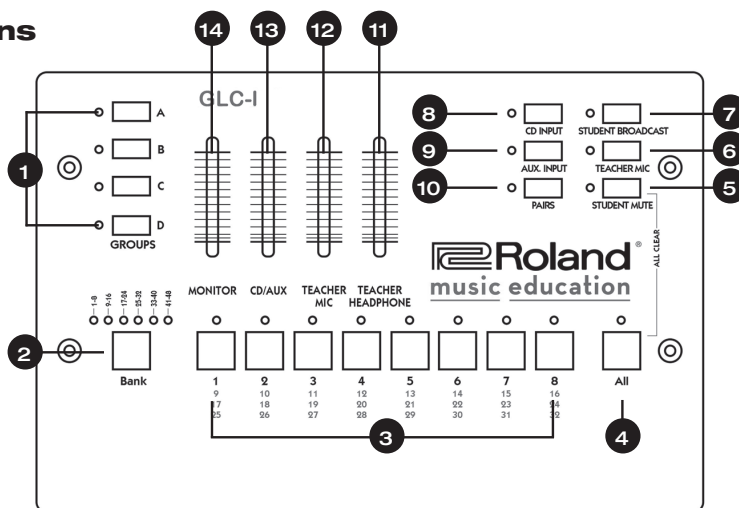 ns
14 13 12 11
GLC-I
A
B
C
D
GROUPS
1
8
CD INPUT
STUDENT BROADCAST
7
9
AUX. INPUT
TEACHER MIC
6
10
PAIRS
STUDENT MUTE
5
ALL CLEAR
Roland®
music education
MONITOR CD/AUX TEACHER MIC TEACHER HEADPHONE
1-8 9-16 17-24 25-32 33-40 41-48
2
Bank
1 2 3 4 5 6 7 8 All
9 10 11 12 13 14 15 16
17 18 19 20 21 22 23 24
25 26 27 28 29 30 31 32
3
4